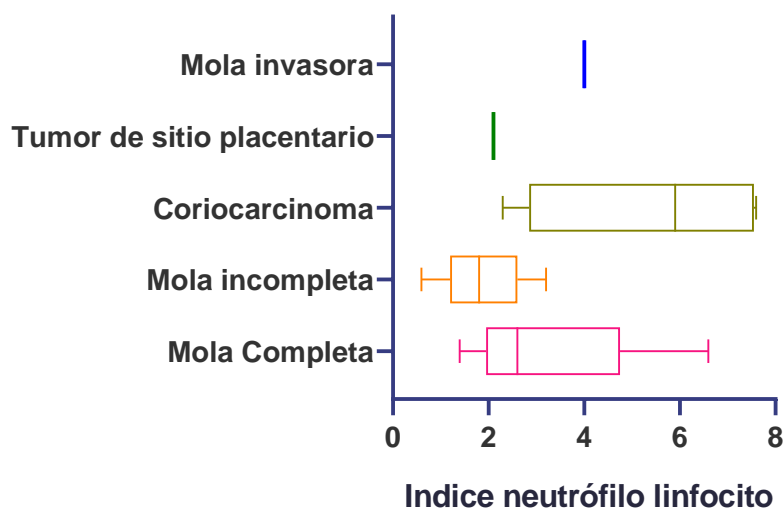 Mola invasora
Tumor de sitio placentario
Coriocarcinoma
Mola incompleta
Mola Completa
0 2 4 6 8
Indice neutrófilo linfocito